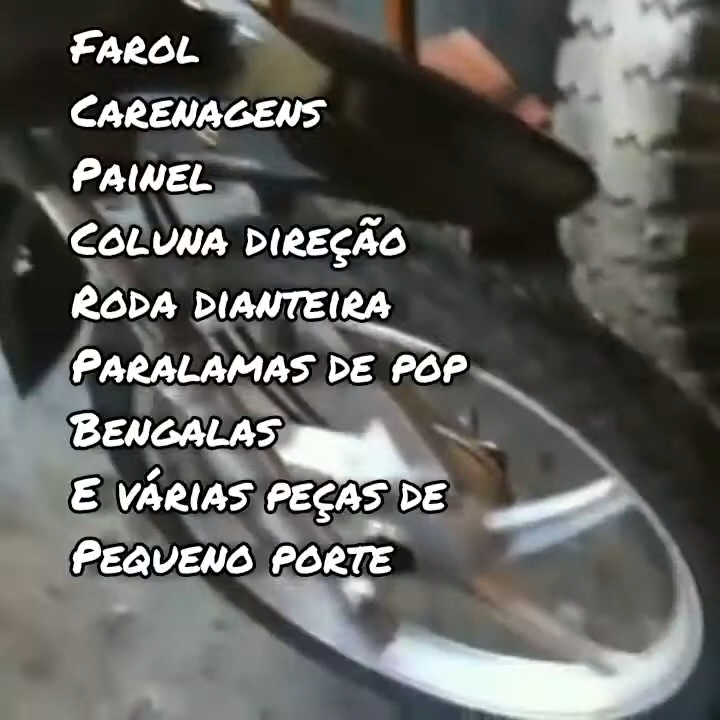 Farol
Carenagens
Painel
Coluna direção
Roda dianteira
Paralamas de pop
Bengalas
E várias peças de
Pequeno porte